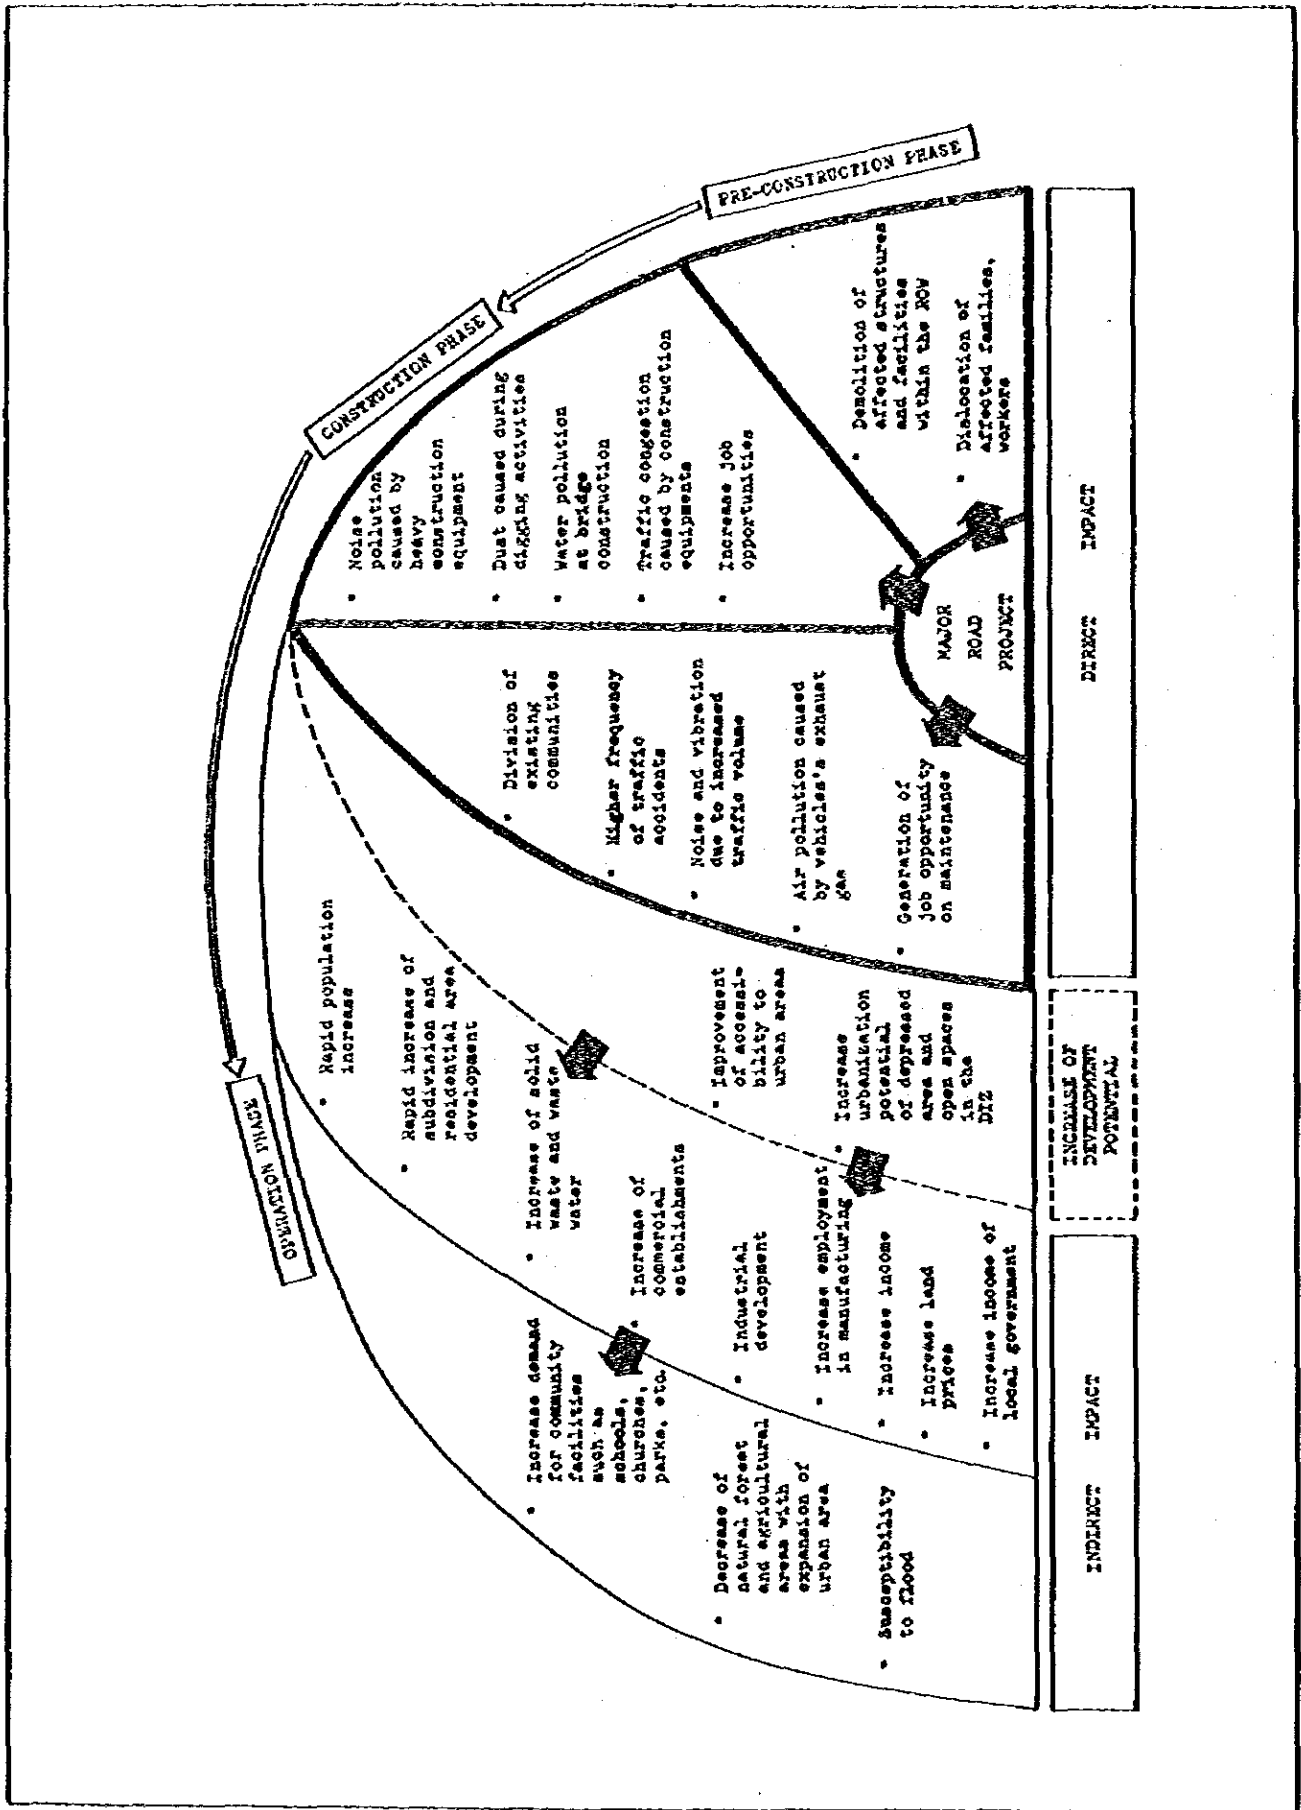 OPERATION PHASE
CONSTRUCTION PHASE
PRE-CONSTRUCTION PHASE
• Rapid population
increase
• Rapid increase of
subdivision and
residential area
development
• Increase of solid
waste and waste
water
• Increase of
commercial
establishments
• Industrial
development
• Increase employment
in manufacturing
• Increase income
• Increase land
prices
• Increase income of
local government
• Increase demand
for community
facilities
such as
schools,
churches,
parks, etc.
• Decrease of
natural forest
and agricultural
areas with
expansion of
urban area
• Susceptibility
to flood
• Improvement
of accessi-
bility to
urban areas
• Increase
urbanization
potential
of depressed
area and
open spaces
in the
DIZ
• Division of
existing
communities
• Higher frequency
of traffic
accidents
• Noise and vibration
due to increased
traffic volume
• Air pollution caused
by vehicles's exhaust
gas
• Generation of
job opportunity
on maintenance
• Noise
pollution
caused by
heavy
construction
equipment
• Dust caused during
digging activities
• Water pollution
at bridge
construction
• Traffic congestion
caused by construction
equipments
• Increase job
opportunities
• Demolition of
affected structures
and facilities
within the ROW
• Dislocation of
affected families,
workers
MAJOR
ROAD
PROJECT
INDIRECT IMPACT
INCREASE OF
DEVELOPMENT
POTENTIAL
DIRECT IMPACT